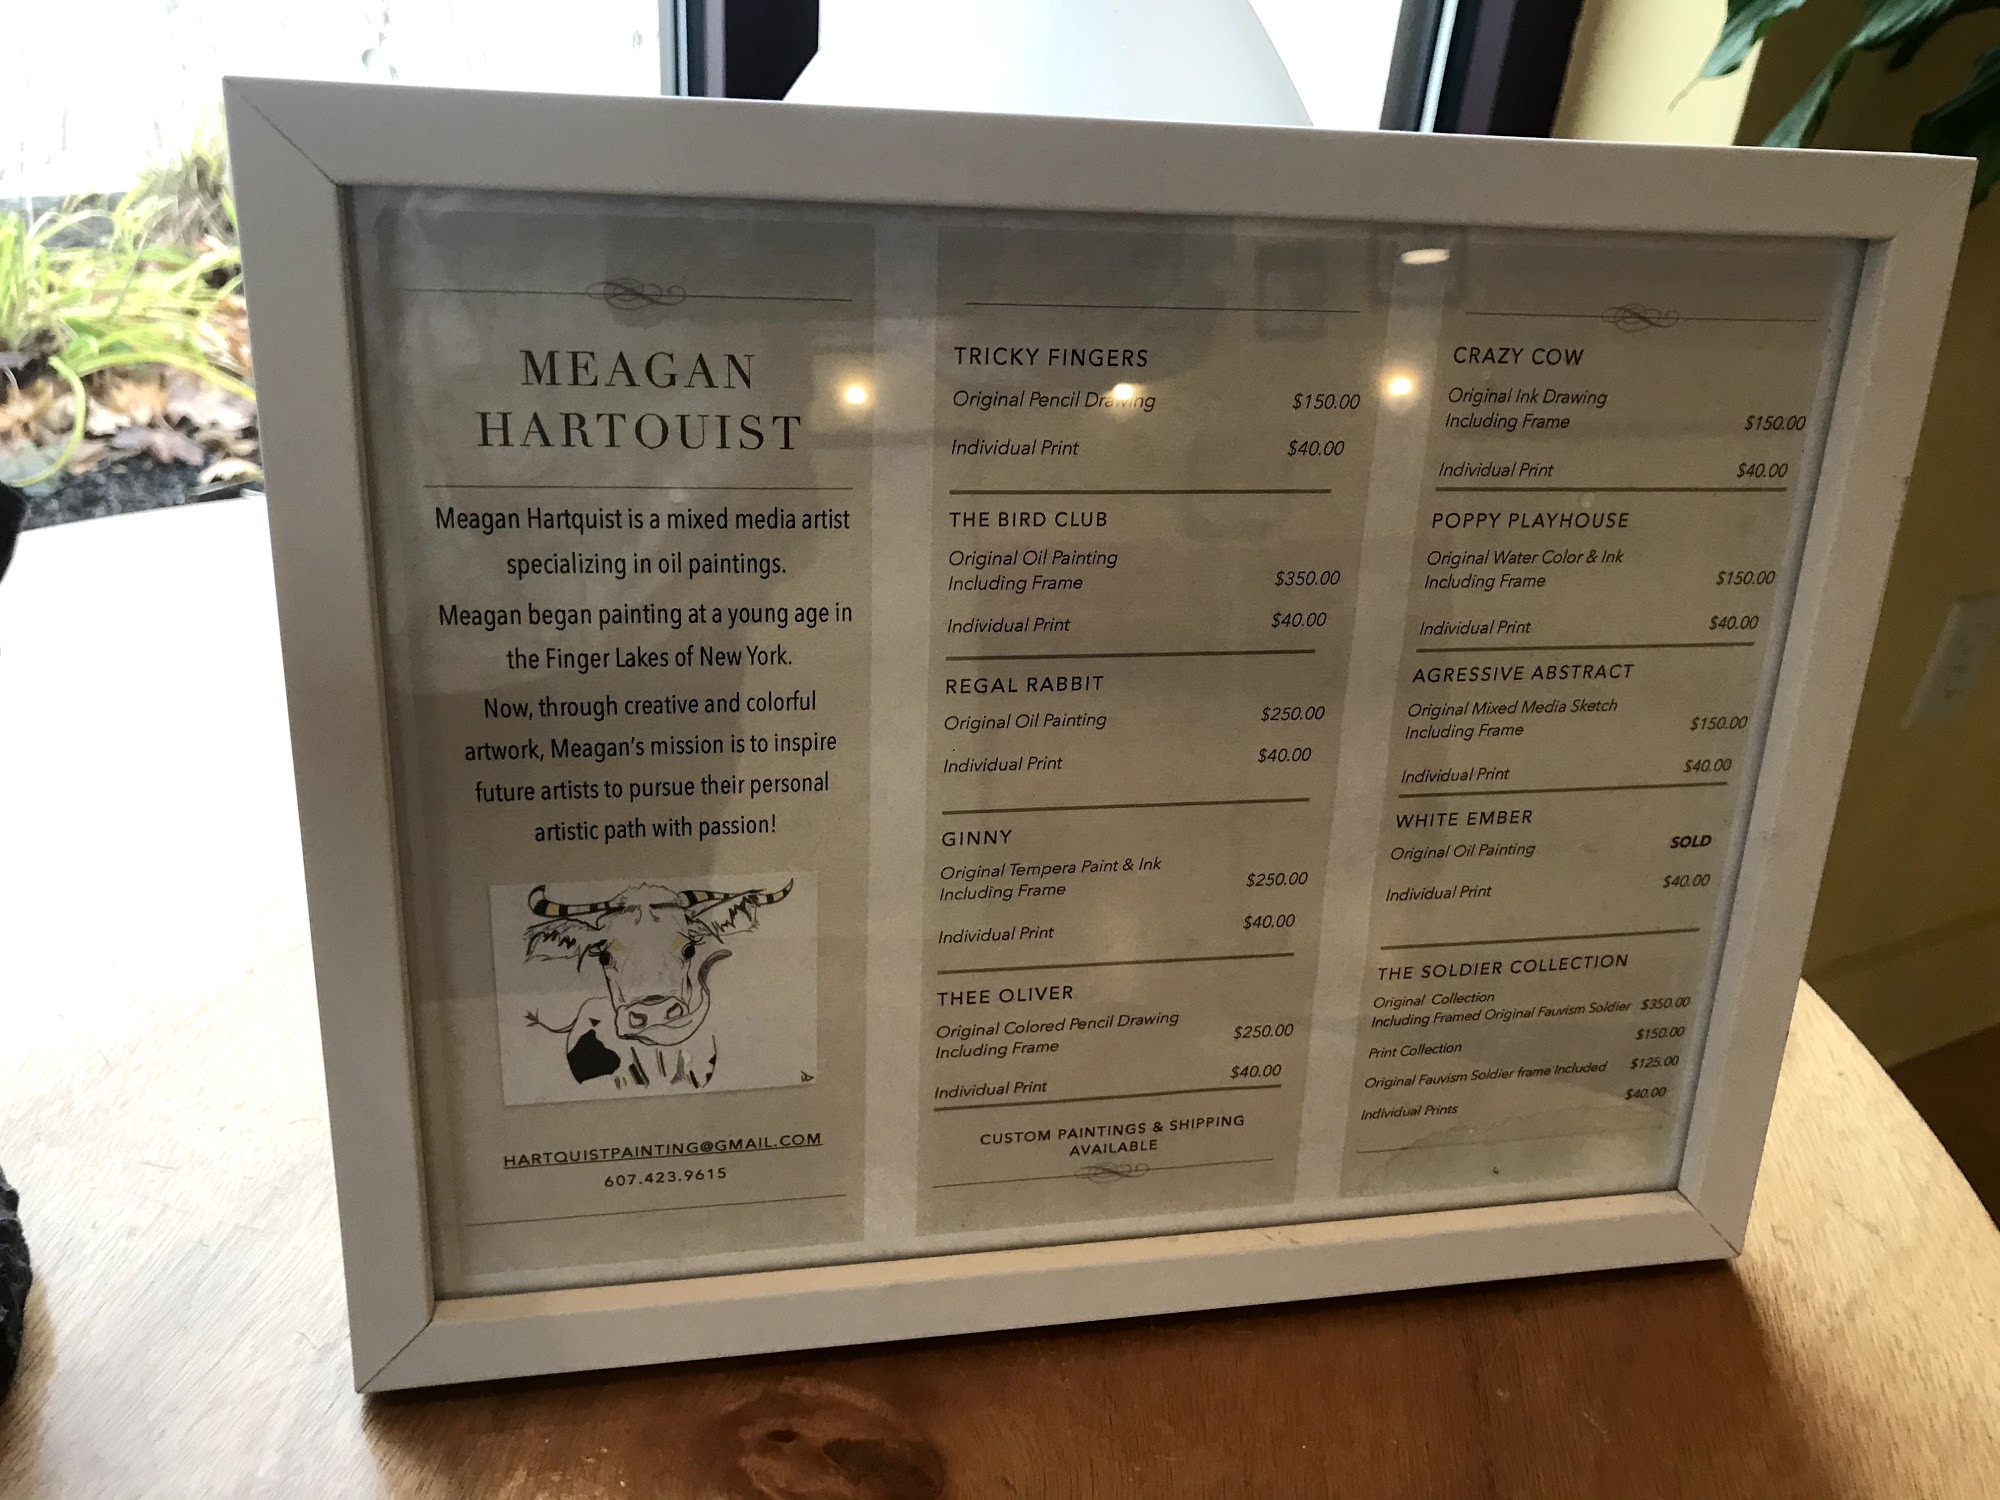 MEAGAN
HARTQUIST
Meagan Hartquist is a mixed media artist
specializing in oil paintings.
Meagan began painting at a young age in
the Finger Lakes of New York.
Now, through creative and colorful
artwork, Meagan's mission is to inspire
future artists to pursue their personal
artistic path with passion!
HARTQUISTPAINTING@GMAIL.COM
607.423.9615
TRICKY FINGERS
Original Pencil Drawing $150.00
Individual Print $40.00
THE BIRD CLUB
Original Oil Painting
Including Frame $350.00
Individual Print $40.00
REGAL RABBIT
Original Oil Painting $250.00
Individual Print $40.00
GINNY
Original Tempera Paint & Ink
Including Frame $250.00
Individual Print $40.00
THEE OLIVER
Original Colored Pencil Drawing
Including Frame $250.00
Individual Print $40.00
CUSTOM PAINTINGS & SHIPPING
AVAILABLE
CRAZY COW
Original Ink Drawing
Including Frame $150.00
Individual Print $40.00
POPPY PLAYHOUSE
Original Water Color & Ink
Including Frame $150.00
Individual Print $40.00
AGRESSIVE ABSTRACT
Original Mixed Media Sketch
Including Frame $150.00
Individual Print $40.00
WHITE EMBER
Original Oil Painting SOLD
Individual Print $40.00
THE SOLDIER COLLECTION
Original Collection
Including Framed Original Fauvism Soldier $350.00
Print Collection $150.00
Original Fauvism Soldier frame Included $125.00
Individual Prints $40.00